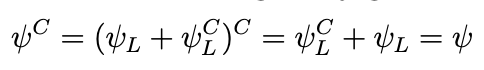 ψ^C = (ψ_L + ψ_L^C)^C = ψ_L^C + ψ_L = ψ